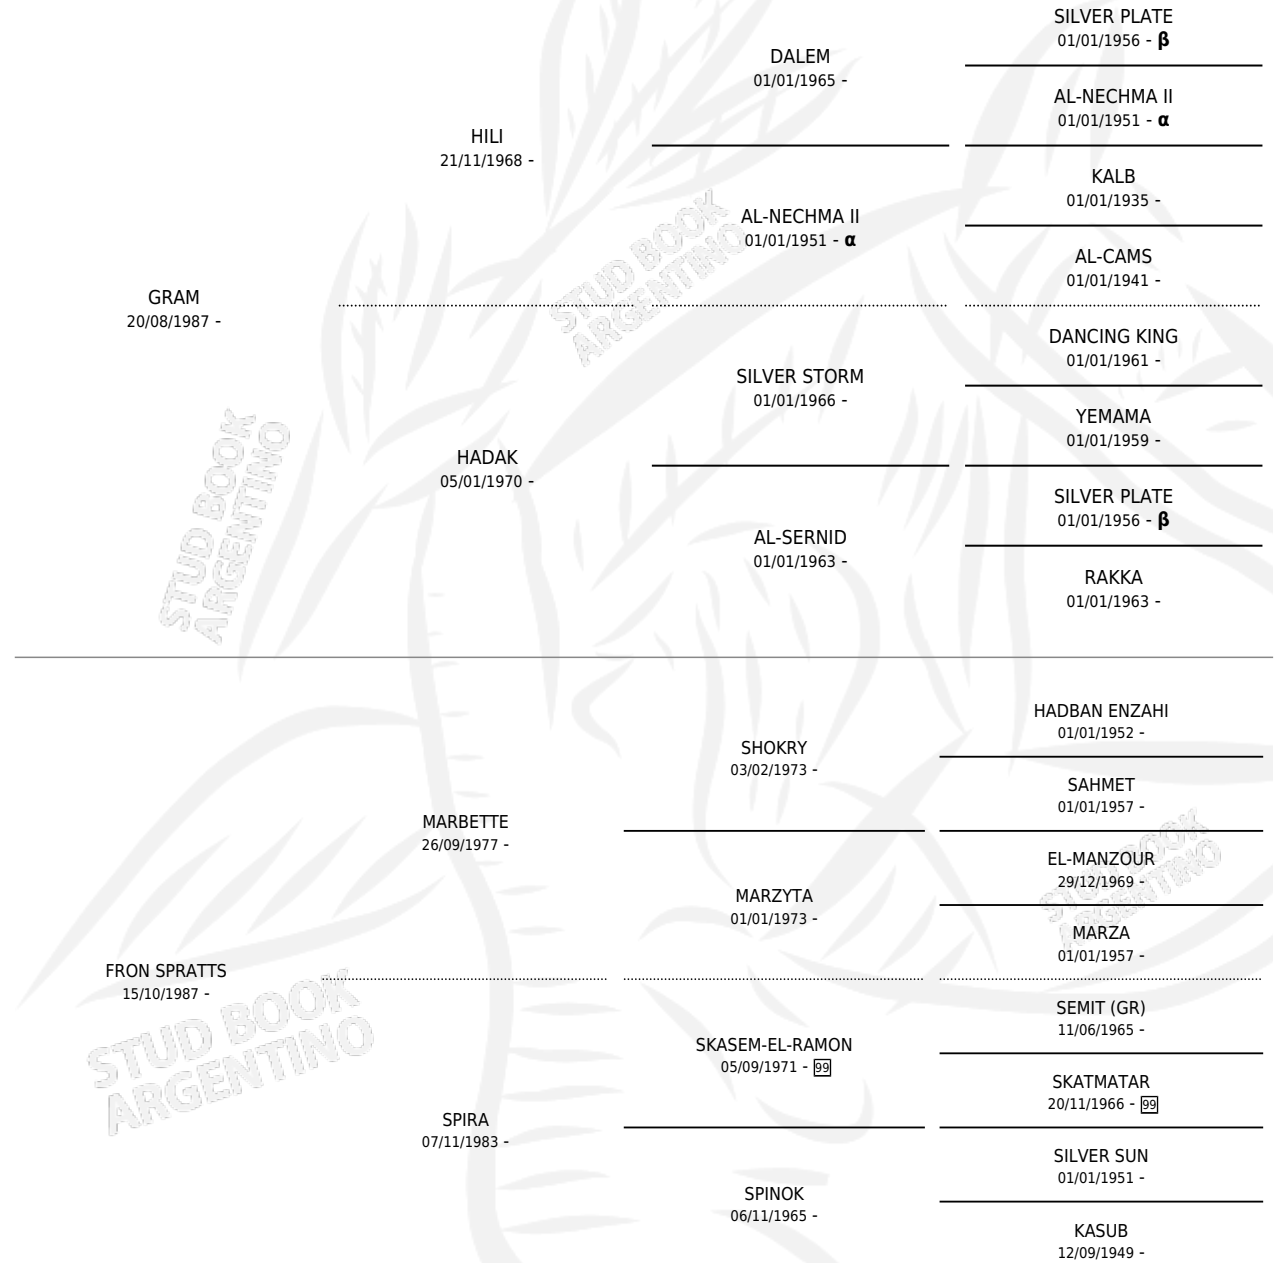 SILVER PLATE
01/01/1956 - β
DALEM
01/01/1965 -
AL-NECHMA II
01/01/1951 - α
HILI
21/11/1968 -
KALB
01/01/1935 -
AL-NECHMA II
01/01/1951 - α
AL-CAMS
01/01/1941 -
GRAM
20/08/1987 -
DANCING KING
01/01/1961 -
SILVER STORM
01/01/1966 -
YEMAMA
01/01/1959 -
HADAK
05/01/1970 -
SILVER PLATE
01/01/1956 - β
AL-SERNID
01/01/1963 -
RAKKA
01/01/1963 -
HADBAN ENZAHI
01/01/1952 -
SHOKRY
03/02/1973 -
SAHMET
01/01/1957 -
MARBETTE
26/09/1977 -
EL-MANZOUR
29/12/1969 -
MARZYTA
01/01/1973 -
MARZA
01/01/1957 -
FRON SPRATTS
15/10/1987 -
SEMIT (GR)
11/06/1965 -
SKASEM-EL-RAMON
05/09/1971 - 99
SKATMATAR
20/11/1966 - 99
SPIRA
07/11/1983 -
SILVER SUN
01/01/1951 -
SPINOK
06/11/1965 -
KASUB
12/09/1949 -
STUD BOOK
ARGENTINO
STUD BOOK
ARGENTINO
STUD BOOK
ARGENTINO
STUD BOOK
ARGENTINO